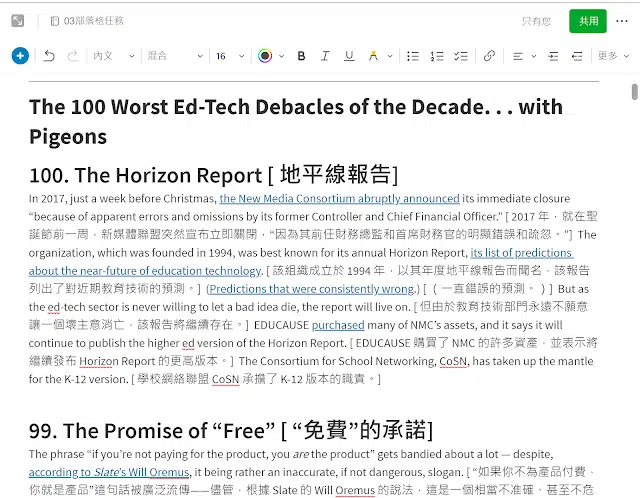 03部落格任務
只有您
共用
內文
混合
16
B I U A
更多
The 100 Worst Ed-Tech Debacles of the Decade. . . with
Pigeons
100. The Horizon Report [ 地平線報告]
In 2017, just a week before Christmas, the New Media Consortium abruptly announced its immediate closure
“because of apparent errors and omissions by its former Controller and Chief Financial Officer.” [ 2017 年，就在聖
誕節前一周，新媒體聯盟突然宣布立即關閉，“因為其前任財務總監和首席財務官的明顯錯誤和疏忽。”] The
organization, which was founded in 1994, was best known for its annual Horizon Report, its list of predictions
about the near-future of education technology. [ 該組織成立於 1994 年，以其年度地平線報告而聞名，該報告
列出了對近期教育技術的預測。] (Predictions that were consistently wrong.) [ （ 一直錯誤的預測。 ）] But as
the ed-tech sector is never willing to let a bad idea die, the report will live on. [ 但由於教育技術部門永遠不願意
讓一個壞主意消亡，該報告將繼續存在。] EDUCAUSE purchased many of NMC’s assets, and it says it will
continue to publish the higher ed version of the Horizon Report. [ EDUCAUSE 購買了 NMC 的許多資產，並表示將
繼續發布 Horizon Report 的更高版本。] The Consortium for School Networking, CoSN, has taken up the mantle
for the K-12 version. [ 學校網絡聯盟 CoSN 承擔了 K-12 版本的職責。]
99. The Promise of “Free” [ “免費”的承諾]
The phrase “if you’re not paying for the product, you are the product” gets bandied about a lot — despite,
according to Slate’s Will Oremus, it being rather an inaccurate, if not dangerous, slogan. [ “如果你不為產品付費、
你就是產品”這句話被廣泛流傳——儘管，根據 Slate 的 Will Oremus 的說法，這是一個相當不准確、甚至不危